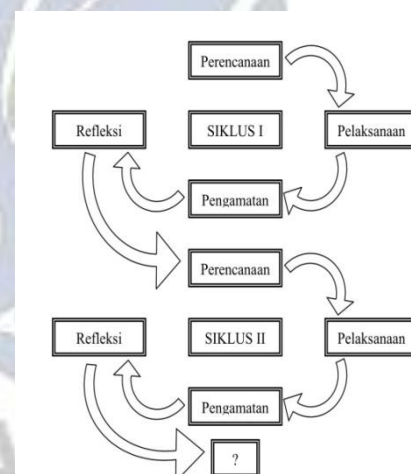 Perencanaan
Refleksi
SIKLUS I
Pelaksanaan
Pengamatan
Perencanaan
Refleksi
SIKLUS II
Pelaksanaan
Pengamatan
?